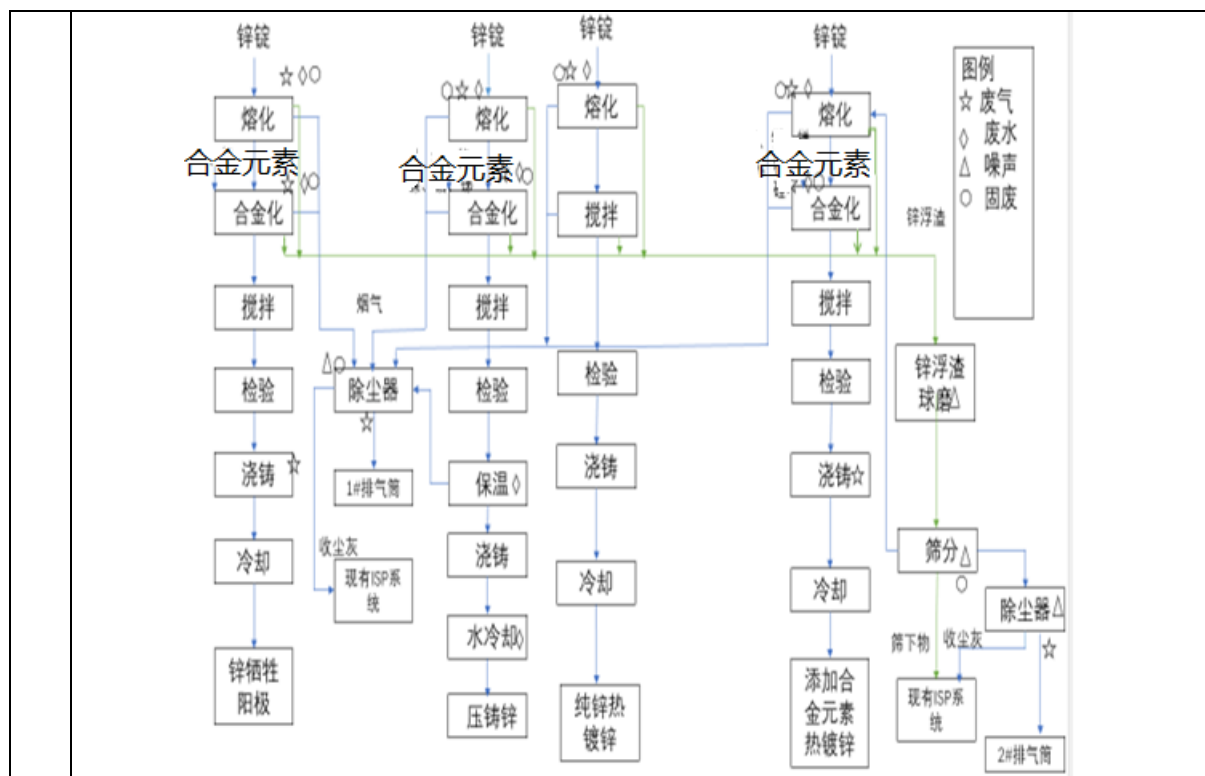 锌锭
锌锭
锌锭
锌锭
图例
☆ 废气
◇ 废水
△ 噪声
○ 固废
熔化
熔化
熔化
熔化
合金元素
合金元素
合金元素
合金化
合金化
搅拌
合金化
锌浮渣
搅拌
烟气
搅拌
搅拌
检验
除尘器
检验
检验
检验
锌浮渣
球磨△
浇铸
1#排气筒
保温◇
浇铸
浇铸☆
冷却
收尘灰
现有ISP系
统
浇铸
冷却
冷却
筛分
除尘器△
水冷却◇
筛下物
收尘灰
锌牺牲
阳极
压铸锌
纯锌热
镀锌
添加合
金元素
热镀锌
现有ISP系
统
2#排气筒